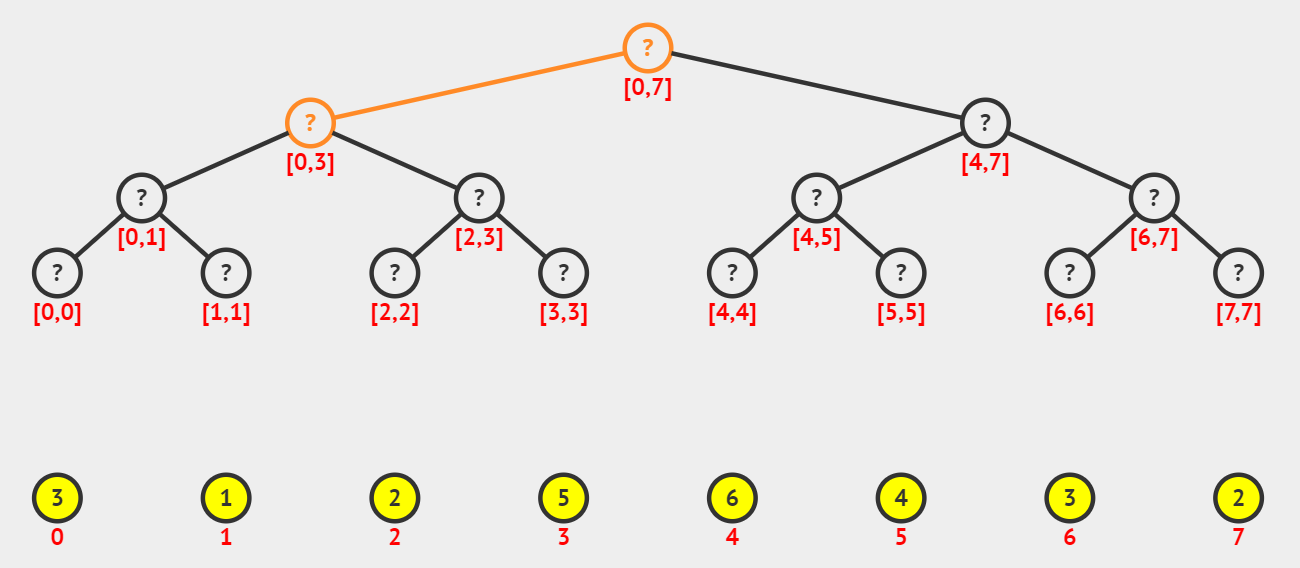 ?
[0,7]
? ?
[0,3] [4,7]
? ? ? ?
[0,1] [2,3] [4,5] [6,7]
? ? ? ? ? ? ? ?
[0,0] [1,1] [2,2] [3,3] [4,4] [5,5] [6,6] [7,7]
3 1 2 5 6 4 3 2
0 1 2 3 4 5 6 7